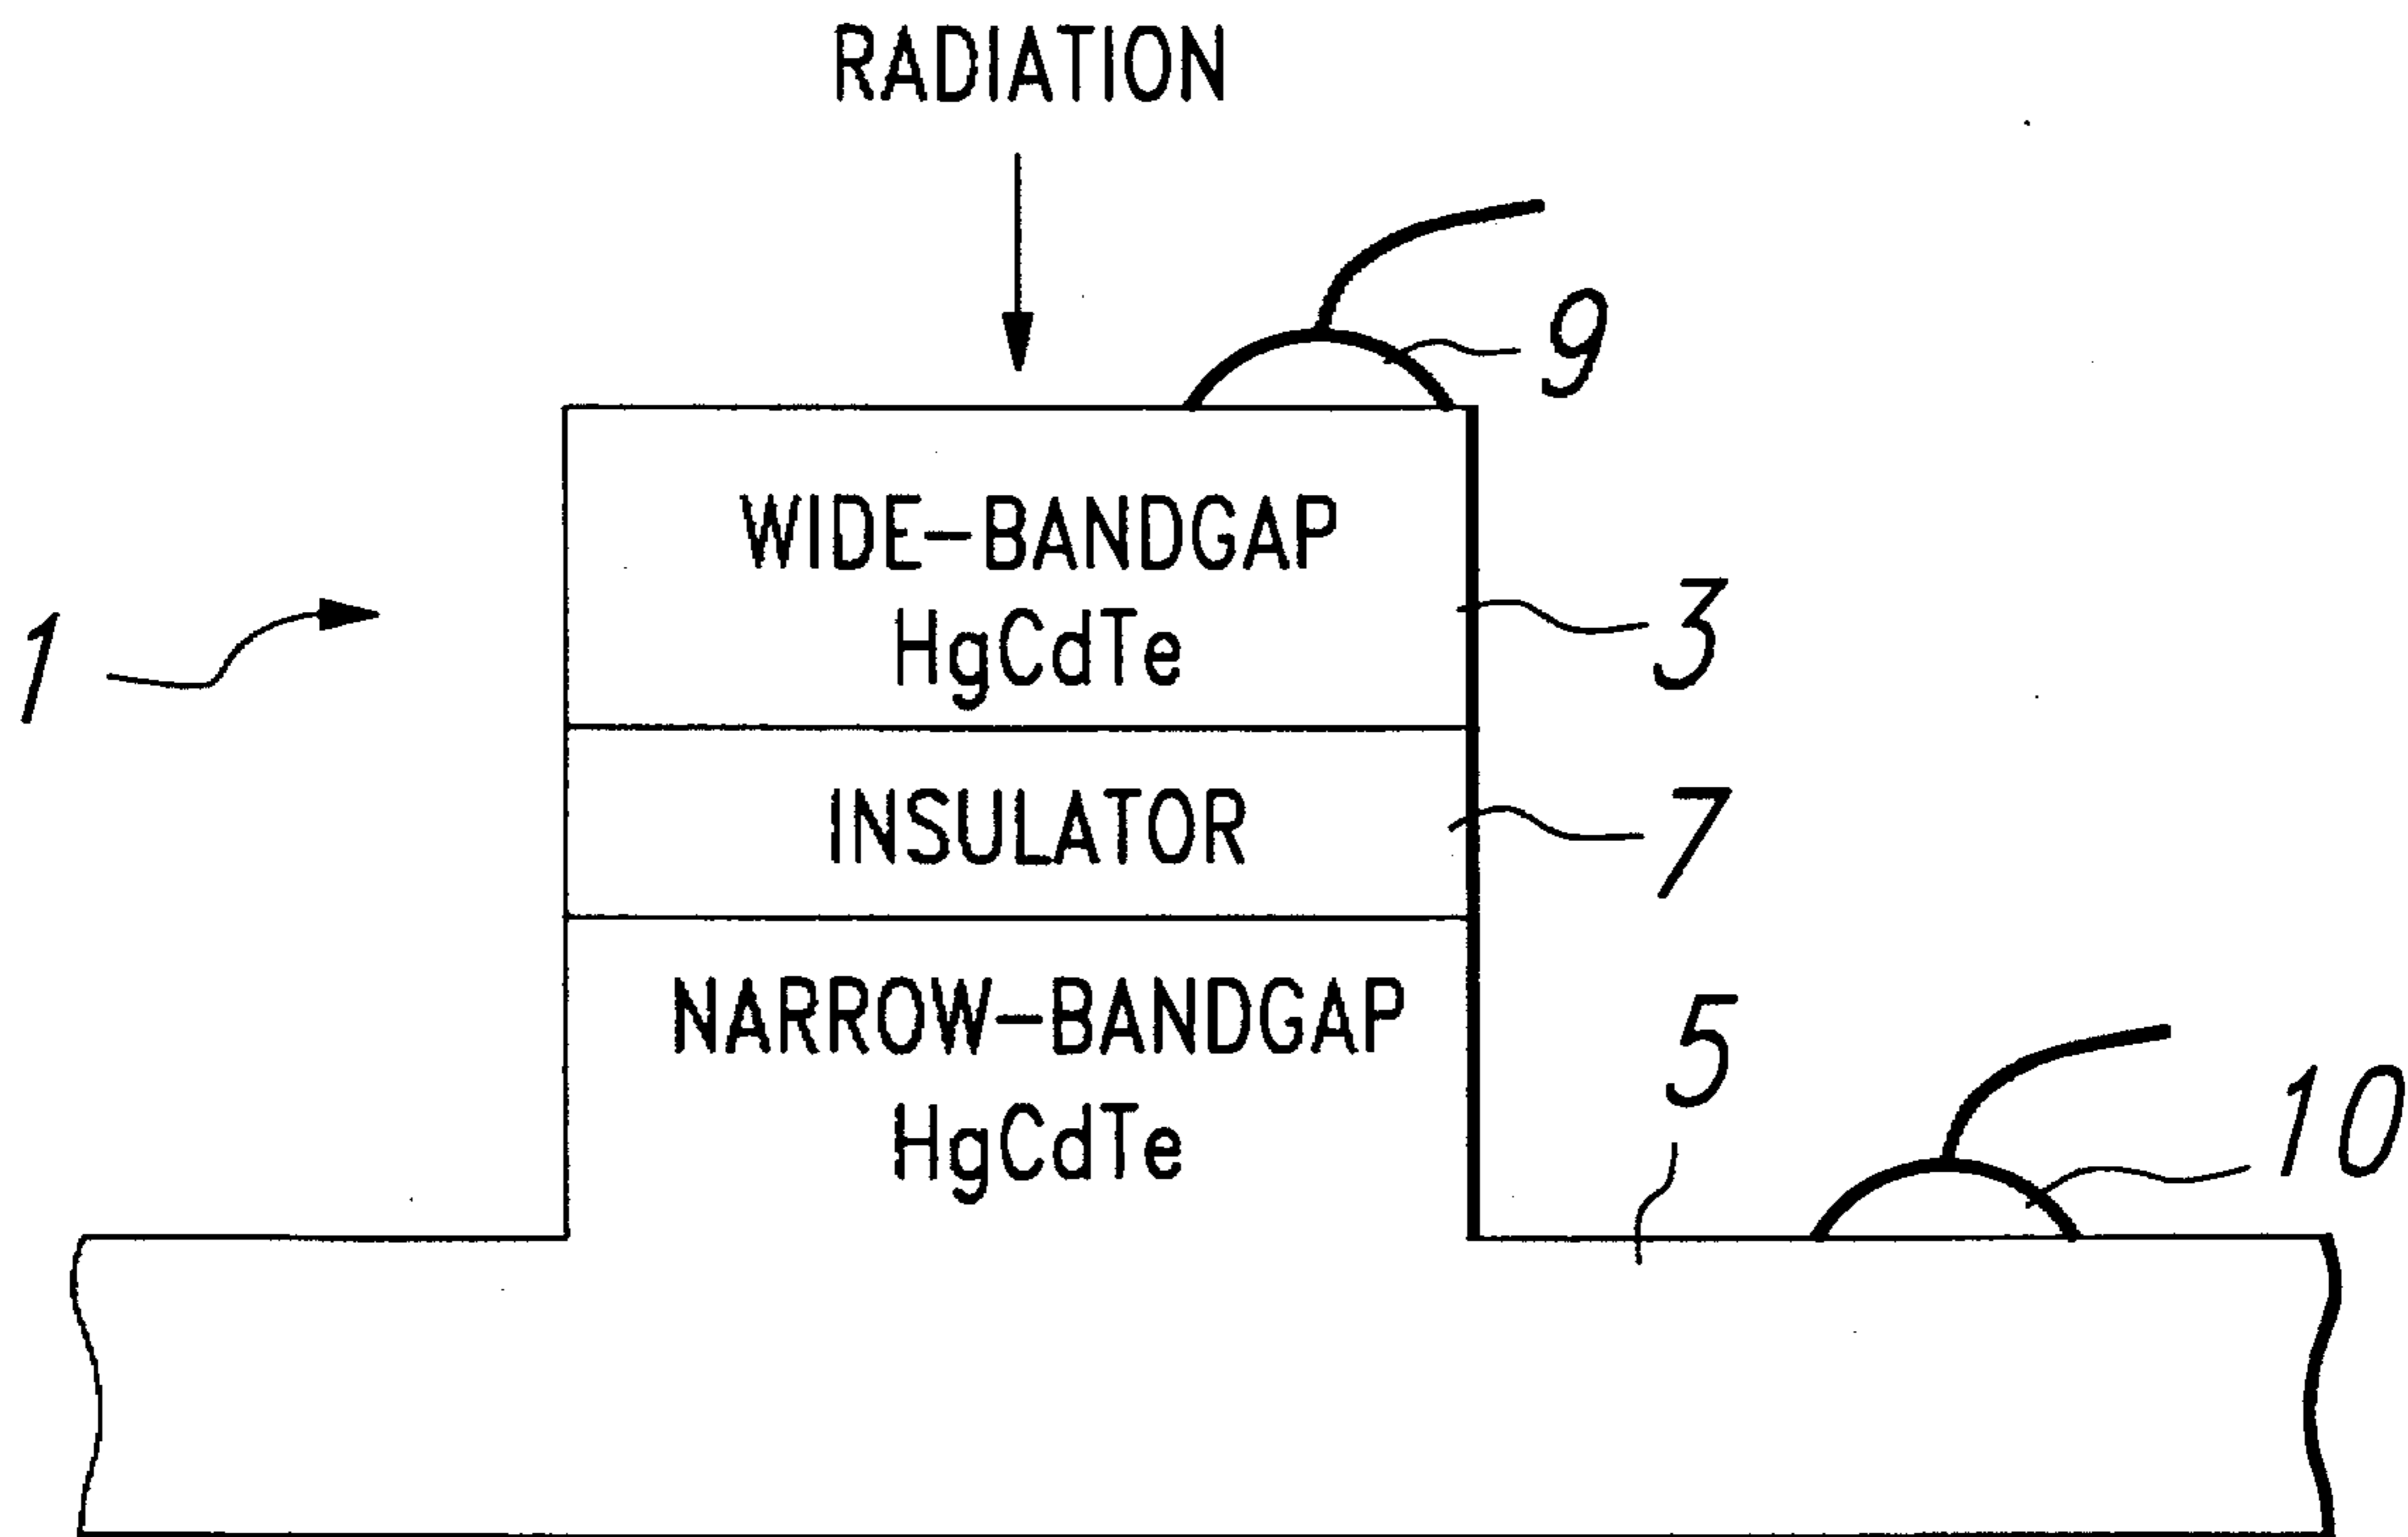 RADIATION
9
WIDE-BANDGAP
HgCdTe
1
3
INSULATOR
7
NARROW-BANDGAP
HgCdTe
5
10